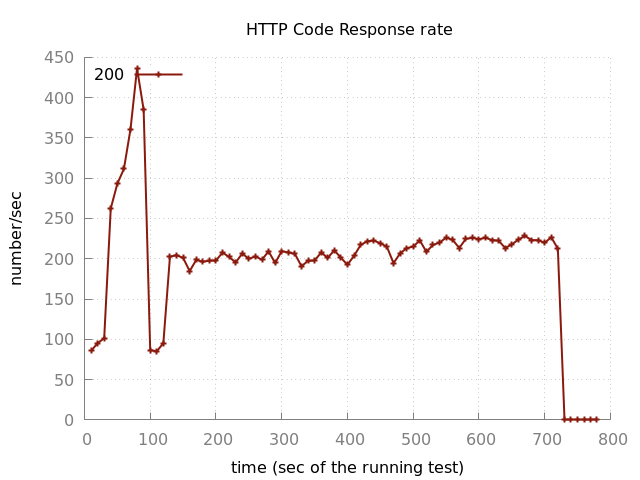 HTTP Code Response rate
450
400
350
300
250
200
150
100
50
0
200
number/sec
0 100 200 300 400 500 600 700 800
time (sec of the running test)